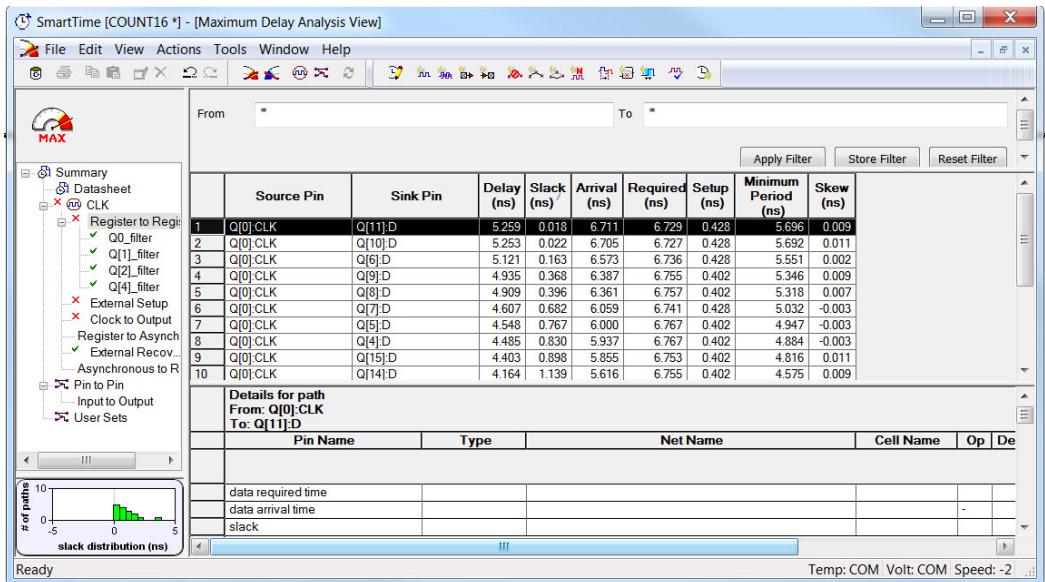 SmartTime [COUNT16 *] - [Maximum Delay Analysis View]
File Edit View Actions Tools Window Help
MAX
From * To *
Apply Filter Store Filter Reset Filter
Summary
Datasheet
CLK
Register to Regi
Q0_filter
Q[1]_filter
Q[2]_filter
Q[4]_filter
External Setup
Clock to Output
Register to Asynch
External Recov...
Asynchronous to R
Pin to Pin
Input to Output
User Sets
Source Pin Sink Pin Delay (ns) Slack (ns) Arrival (ns) Required (ns) Setup (ns) Minimum Period (ns) Skew (ns)
1 Q[0]:CLK Q[11]:D 5.259 0.018 6.711 6.729 0.428 5.696 0.009
2 Q[0]:CLK Q[10]:D 5.253 0.022 6.705 6.727 0.428 5.692 0.011
3 Q[0]:CLK Q[6]:D 5.121 0.163 6.573 6.736 0.428 5.551 0.002
4 Q[0]:CLK Q[9]:D 4.935 0.368 6.387 6.755 0.402 5.346 0.009
5 Q[0]:CLK Q[8]:D 4.909 0.396 6.361 6.757 0.402 5.318 0.007
6 Q[0]:CLK Q[7]:D 4.607 0.682 6.059 6.741 0.428 5.032 -0.003
7 Q[0]:CLK Q[5]:D 4.548 0.767 6.000 6.767 0.402 4.947 -0.003
8 Q[0]:CLK Q[4]:D 4.485 0.830 5.937 6.767 0.402 4.884 -0.003
9 Q[0]:CLK Q[15]:D 4.403 0.898 5.855 6.753 0.402 4.816 0.011
10 Q[0]:CLK Q[14]:D 4.164 1.139 5.616 6.755 0.402 4.575 0.009
Details for path
From: Q[0]:CLK
To: Q[11]:D
Pin Name Type Net Name Cell Name Op De
data required time
data arrival time -
slack
# of paths
10
0
-5 0 5
slack distribution (ns)
Ready Temp: COM Volt: COM Speed: -2